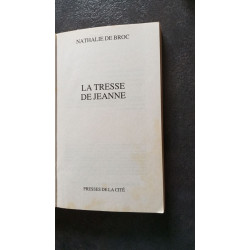 NATHALIE DE BROC
LA TRESSE
DE JEANNE
PRESSES DE LA CITÉ